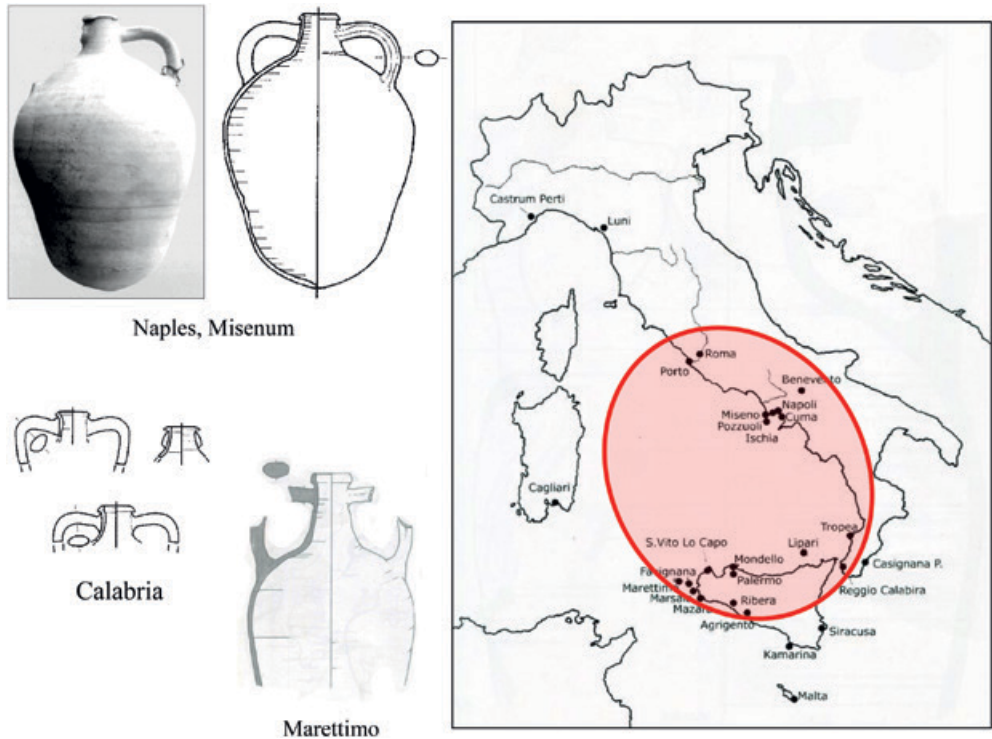 Naples, Misenum
Calabria
Marettimo
Castrum Perti
Luni
Roma
Porto
Benevento
Napoli
Miseno
Cuma
Pozzuoli
Ischia
Cagliari
Tropea
S.Vito Lo Capo
Mondello
Lipari
Casignana P.
Favignana
Palermo
Marettimo
Reggio Calabira
Marsala
Ribera
Mazara
Agrigento
Siracusa
Kamarina
Malta